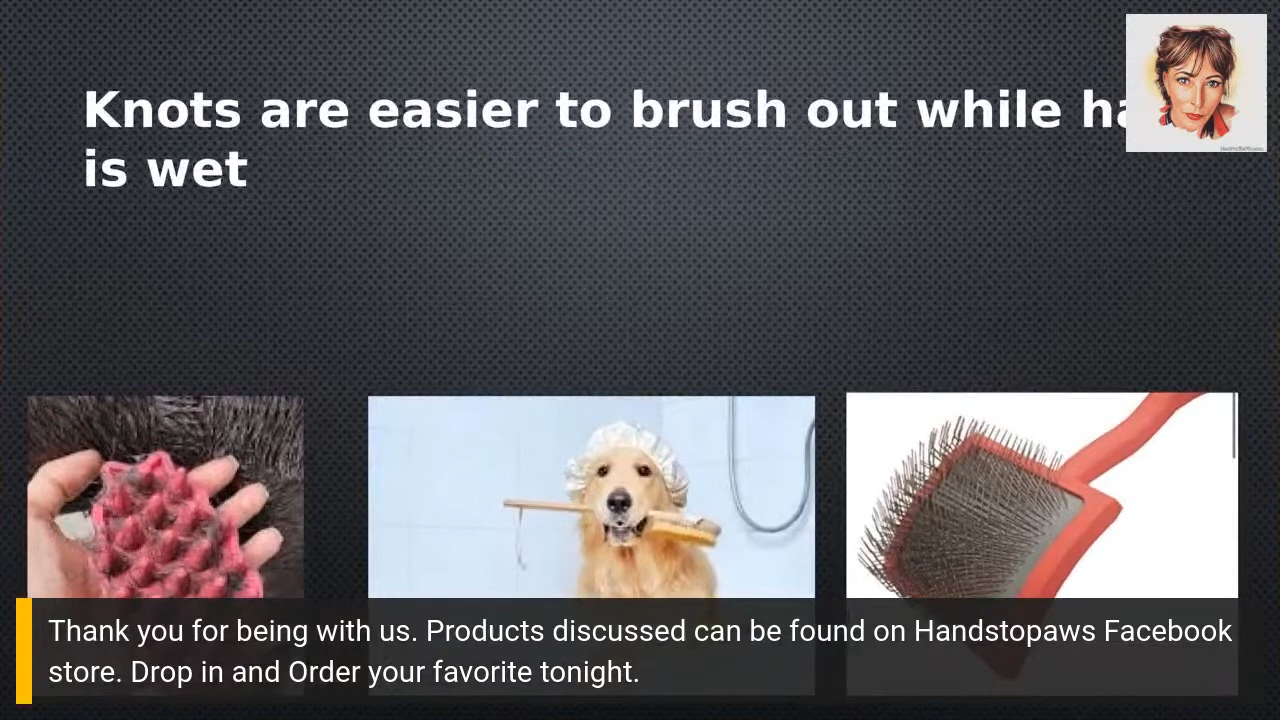 Knots are easier to brush out while
is wet
Thank you for being with us. Products discussed can be found on Handstopaws Facebook
store. Drop in and Order your favorite tonight.